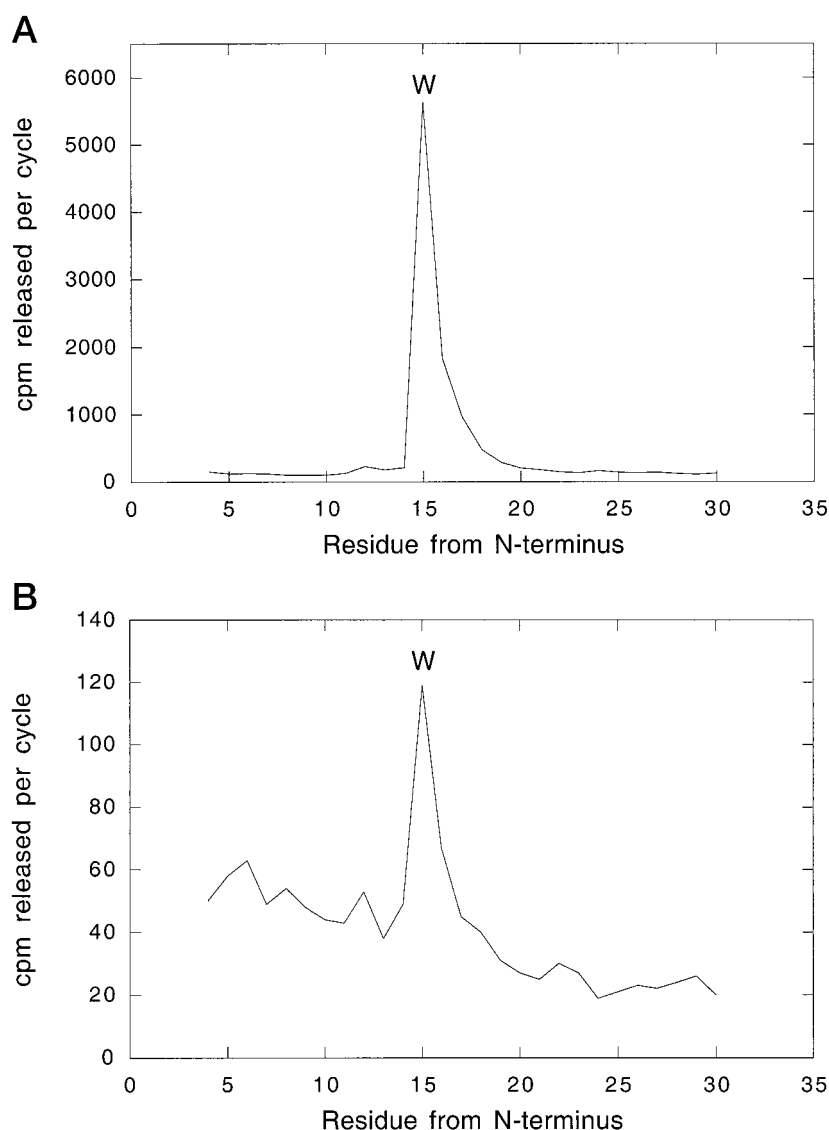 A
cpm released per cycle
6000
5000
4000
3000
2000
1000
0
W
0 5 10 15 20 25 30 35
Residue from N-terminus
B
cpm released per cycle
140
120
100
80
60
40
20
0
W
0 5 10 15 20 25 30 35
Residue from N-terminus